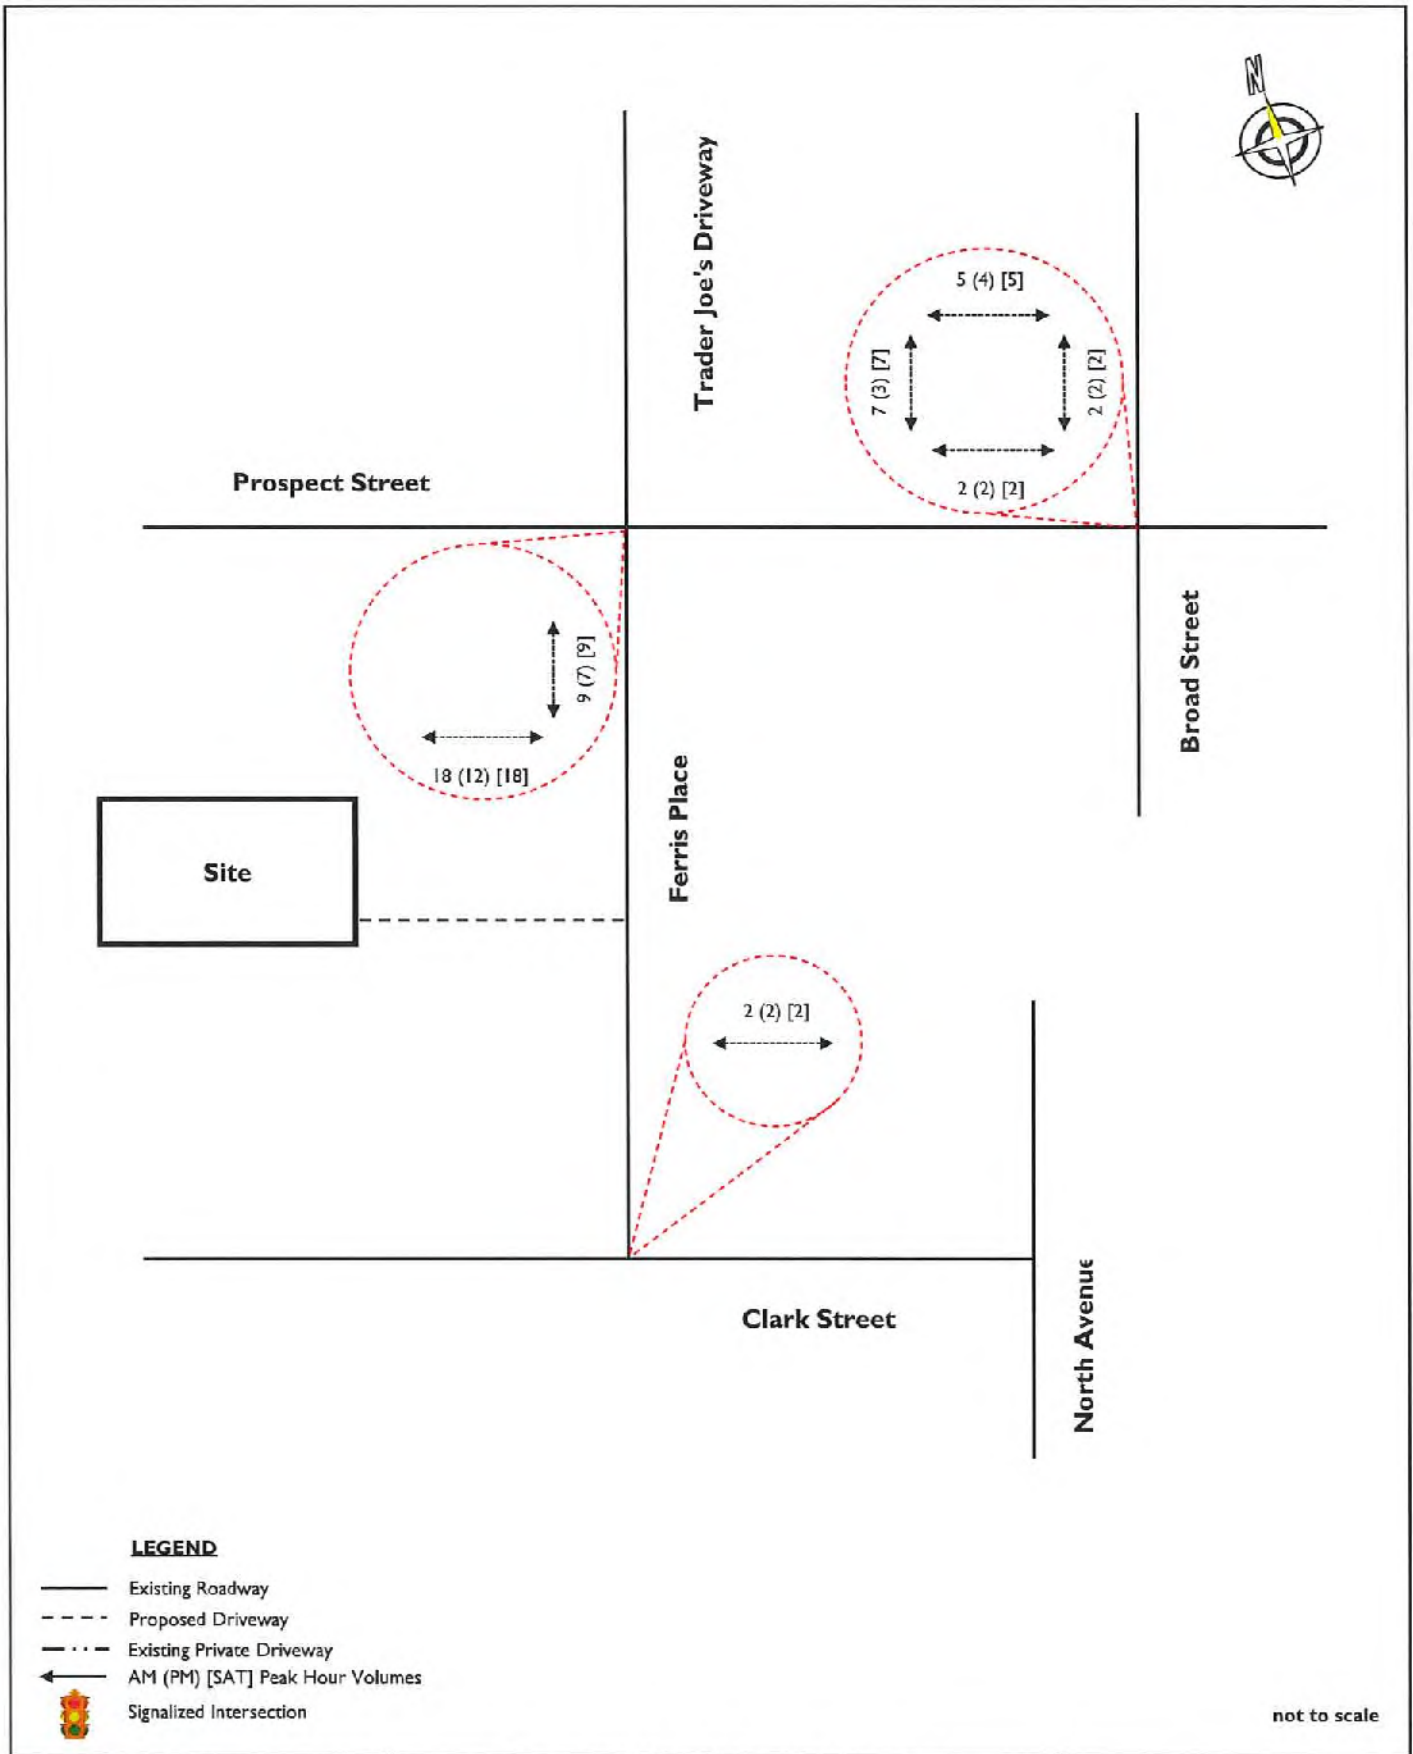 N
Trader Joe's Driveway
5 (4) [5]
7 (3) [7]
2 (2) [2]
2 (2) [2]
Prospect Street
9 (7) [9]
18 (12) [18]
Broad Street
Ferris Place
Site
2 (2) [2]
Clark Street
North Avenue
LEGEND
Existing Roadway
Proposed Driveway
Existing Private Driveway
AM (PM) [SAT] Peak Hour Volumes
Signalized Intersection
not to scale